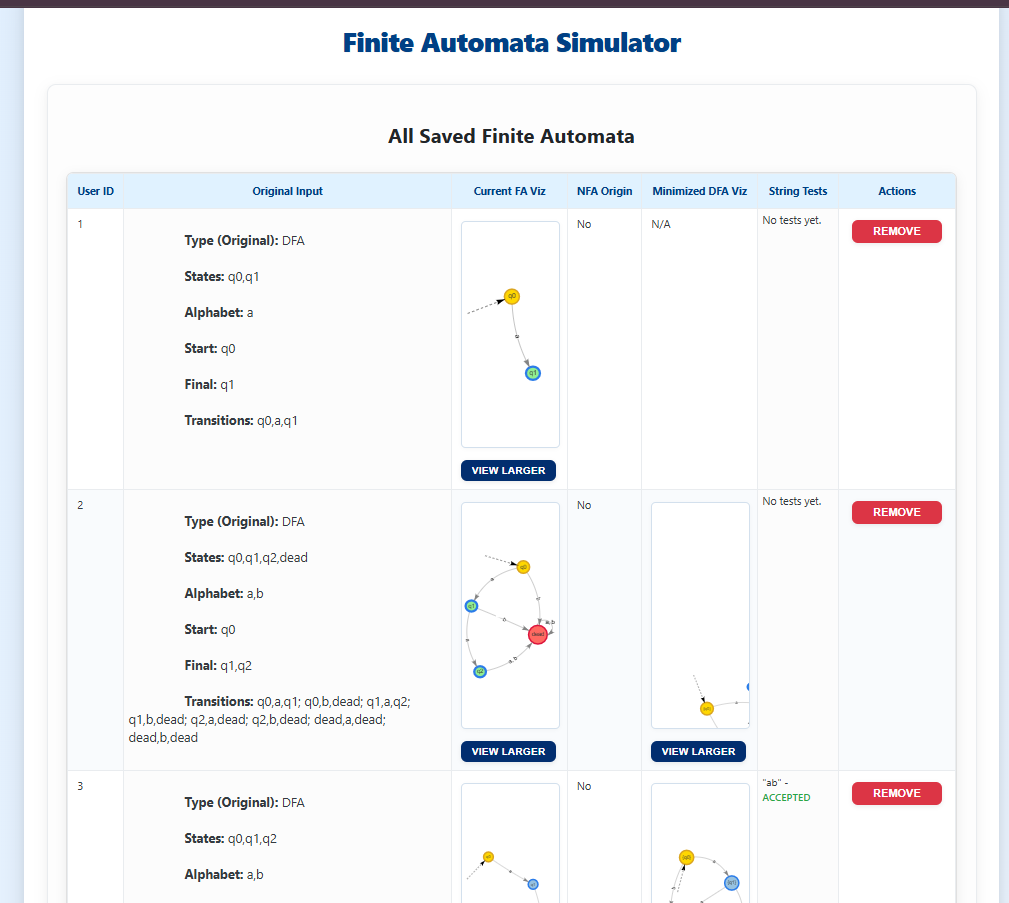 Finite Automata Simulator
All Saved Finite Automata
User ID Original Input Current FA Viz NFA Origin Minimized DFA Viz String Tests Actions
1
Type (Original): DFA
States: q0,q1
Alphabet: a
Start: q0
Final: q1
Transitions: q0,a,q1
q0
a
q1
VIEW LARGER
No
N/A
No tests yet.
REMOVE
2
Type (Original): DFA
States: q0,q1,q2,dead
Alphabet: a,b
Start: q0
Final: q1,q2
Transitions: q0,a,q1; q0,b,dead; q1,a,q2;
q1,b,dead; q2,a,dead; q2,b,dead; dead,a,dead;
dead,b,dead
q0
q1
dead
a,b
q2
VIEW LARGER
No
VIEW LARGER
No tests yet.
REMOVE
3
Type (Original): DFA
States: q0,q1,q2
Alphabet: a,b
No
"ab" -
ACCEPTED
REMOVE